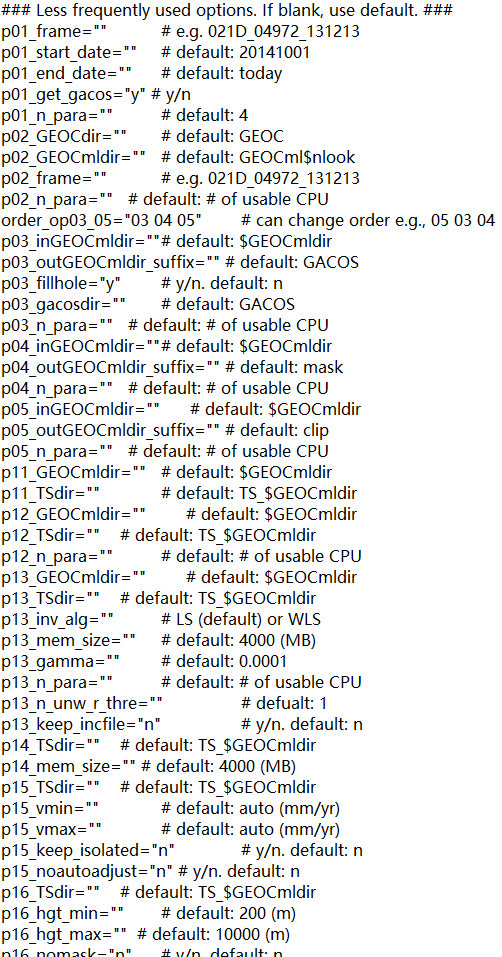 ### Less frequently used options. If blank, use default. ###
p01_frame="" # e.g. 021D_04972_131213
p01_start_date="" # default: 20141001
p01_end_date="" # default: today
p01_get_gacos="y" # y/n
p01_n_para="" # default: 4
p02_GEOCdir="" # default: GEOC
p02_GEOCmldir="" # default: GEOCml$nlook
p02_frame="" # e.g. 021D_04972_131213
p02_n_para="" # default: # of usable CPU
order_op03_05="03 04 05" # can change order e.g., 05 03 04
p03_inGEOCmldir=""# default: $GEOCmldir
p03_outGEOCmldir_suffix="" # default: GACOS
p03_fillhole="y" # y/n. default: n
p03_gacosdir="" # default: GACOS
p03_n_para="" # default: # of usable CPU
p04_inGEOCmldir=""# default: $GEOCmldir
p04_outGEOCmldir_suffix="" # default: mask
p04_n_para="" # default: # of usable CPU
p05_inGEOCmldir="" # default: $GEOCmldir
p05_outGEOCmldir_suffix="" # default: clip
p05_n_para="" # default: # of usable CPU
p11_GEOCmldir="" # default: $GEOCmldir
p11_TSdir="" # default: TS_$GEOCmldir
p12_GEOCmldir="" # default: $GEOCmldir
p12_TSdir="" # default: TS_$GEOCmldir
p12_n_para="" # default: # of usable CPU
p13_GEOCmldir="" # default: $GEOCmldir
p13_TSdir="" # default: TS_$GEOCmldir
p13_inv_alg="" # LS (default) or WLS
p13_mem_size="" # default: 4000 (MB)
p13_gamma="" # default: 0.0001
p13_n_para="" # default: # of usable CPU
p13_n_unw_r_thre="" # defualt: 1
p13_keep_incfile="n" # y/n. default: n
p14_TSdir="" # default: TS_$GEOCmldir
p14_mem_size="" # default: 4000 (MB)
p15_TSdir="" # default: TS_$GEOCmldir
p15_vmin="" # default: auto (mm/yr)
p15_vmax="" # default: auto (mm/yr)
p15_keep_isolated="n" # y/n. default: n
p15_noautoadjust="n" # y/n. default: n
p16_TSdir="" # default: TS_$GEOCmldir
p16_hgt_min="" # default: 200 (m)
p16_hgt_max="" # default: 10000 (m)
p16_nomask="n" # y/n. default: n